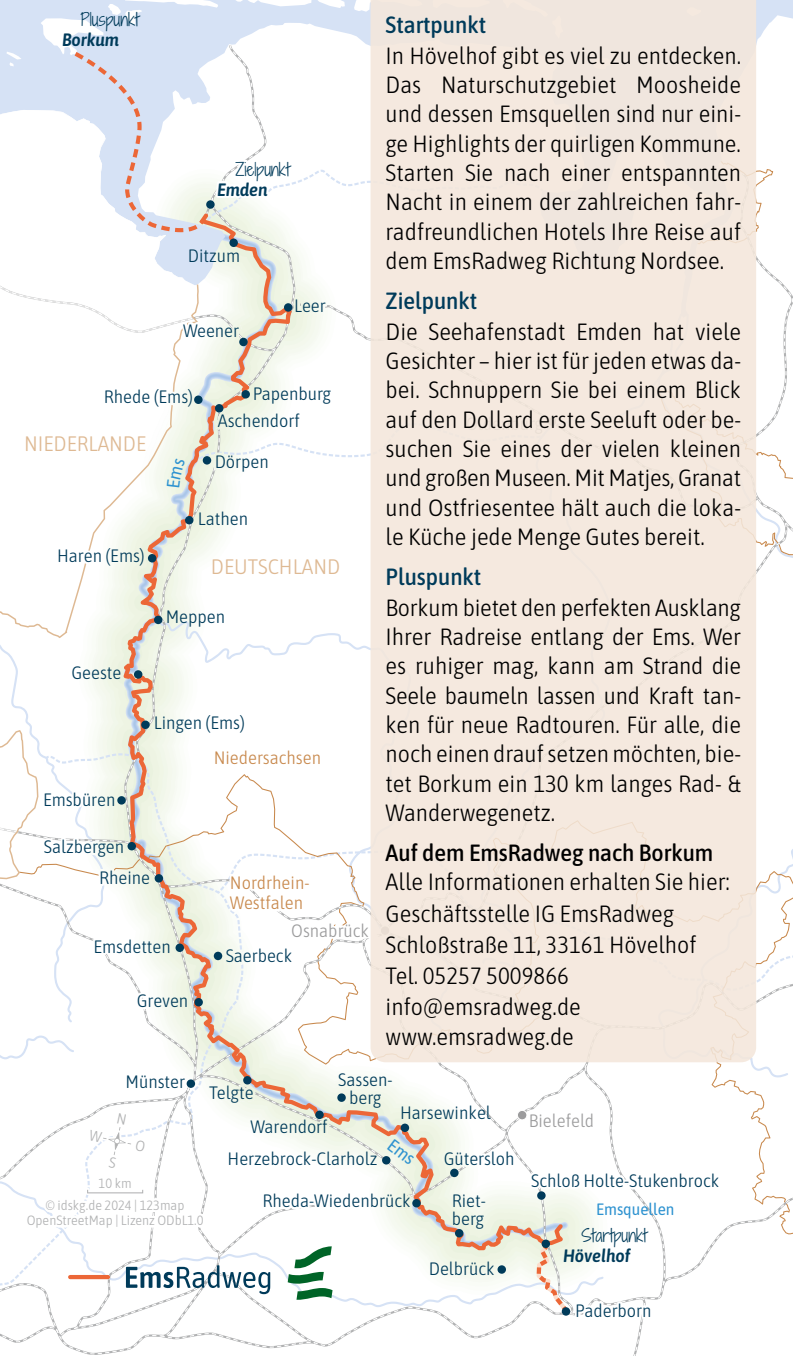 Pluspunkt
Borkum
Zielpunkt
Emden
Ditzum
Leer
Weener
Rhede (Ems)
Papenburg
Aschendorf
NIEDERLANDE
Ems
Dörpen
Lathen
Haren (Ems)
DEUTSCHLAND
Meppen
Geeste
Lingen (Ems)
Niedersachsen
Emsbüren
Salzbergen
Rheine
Nordrhein-
Westfalen
Osnabrück
Emsdetten
Saerbeck
Greven
Münster
Telgte
Sassen-
berg
Warendorf
Harsewinkel
Bielefeld
Ems
Herzebrock-Clarholz
Gütersloh
Schloß Holte-Stukenbrock
Rheda-Wiedenbrück
Riet-
berg
Emsquellen
Startpunkt
Hövelhof
Delbrück
Paderborn
N
W
O
S
10 km
© idskg.de 2024 | 123map
OpenStreetMap | Lizenz ODbL1.0
EmsRadweg
Startpunkt
In Hövelhof gibt es viel zu entdecken.
Das Naturschutzgebiet Moosheide
und dessen Emsquellen sind nur eini-
ge Highlights der quirligen Kommune.
Starten Sie nach einer entspannten
Nacht in einem der zahlreichen fahr-
radfreundlichen Hotels Ihre Reise auf
dem EmsRadweg Richtung Nordsee.
Zielpunkt
Die Seehafenstadt Emden hat viele
Gesichter – hier ist für jeden etwas da-
bei. Schnuppern Sie bei einem Blick
auf den Dollard erste Seeluft oder be-
suchen Sie eines der vielen kleinen
und großen Museen. Mit Matjes, Granat
und Ostfriesentee hält auch die loka-
le Küche jede Menge Gutes bereit.
Pluspunkt
Borkum bietet den perfekten Ausklang
Ihrer Radreise entlang der Ems. Wer
es ruhiger mag, kann am Strand die
Seele baumeln lassen und Kraft tan-
ken für neue Radtouren. Für alle, die
noch einen drauf setzen möchten, bie-
tet Borkum ein 130 km langes Rad- &
Wanderwegenetz.
Auf dem EmsRadweg nach Borkum
Alle Informationen erhalten Sie hier:
Geschäftsstelle IG EmsRadweg
Schloßstraße 11, 33161 Hövelhof
Tel. 05257 5009866
info@emsradweg.de
www.emsradweg.de